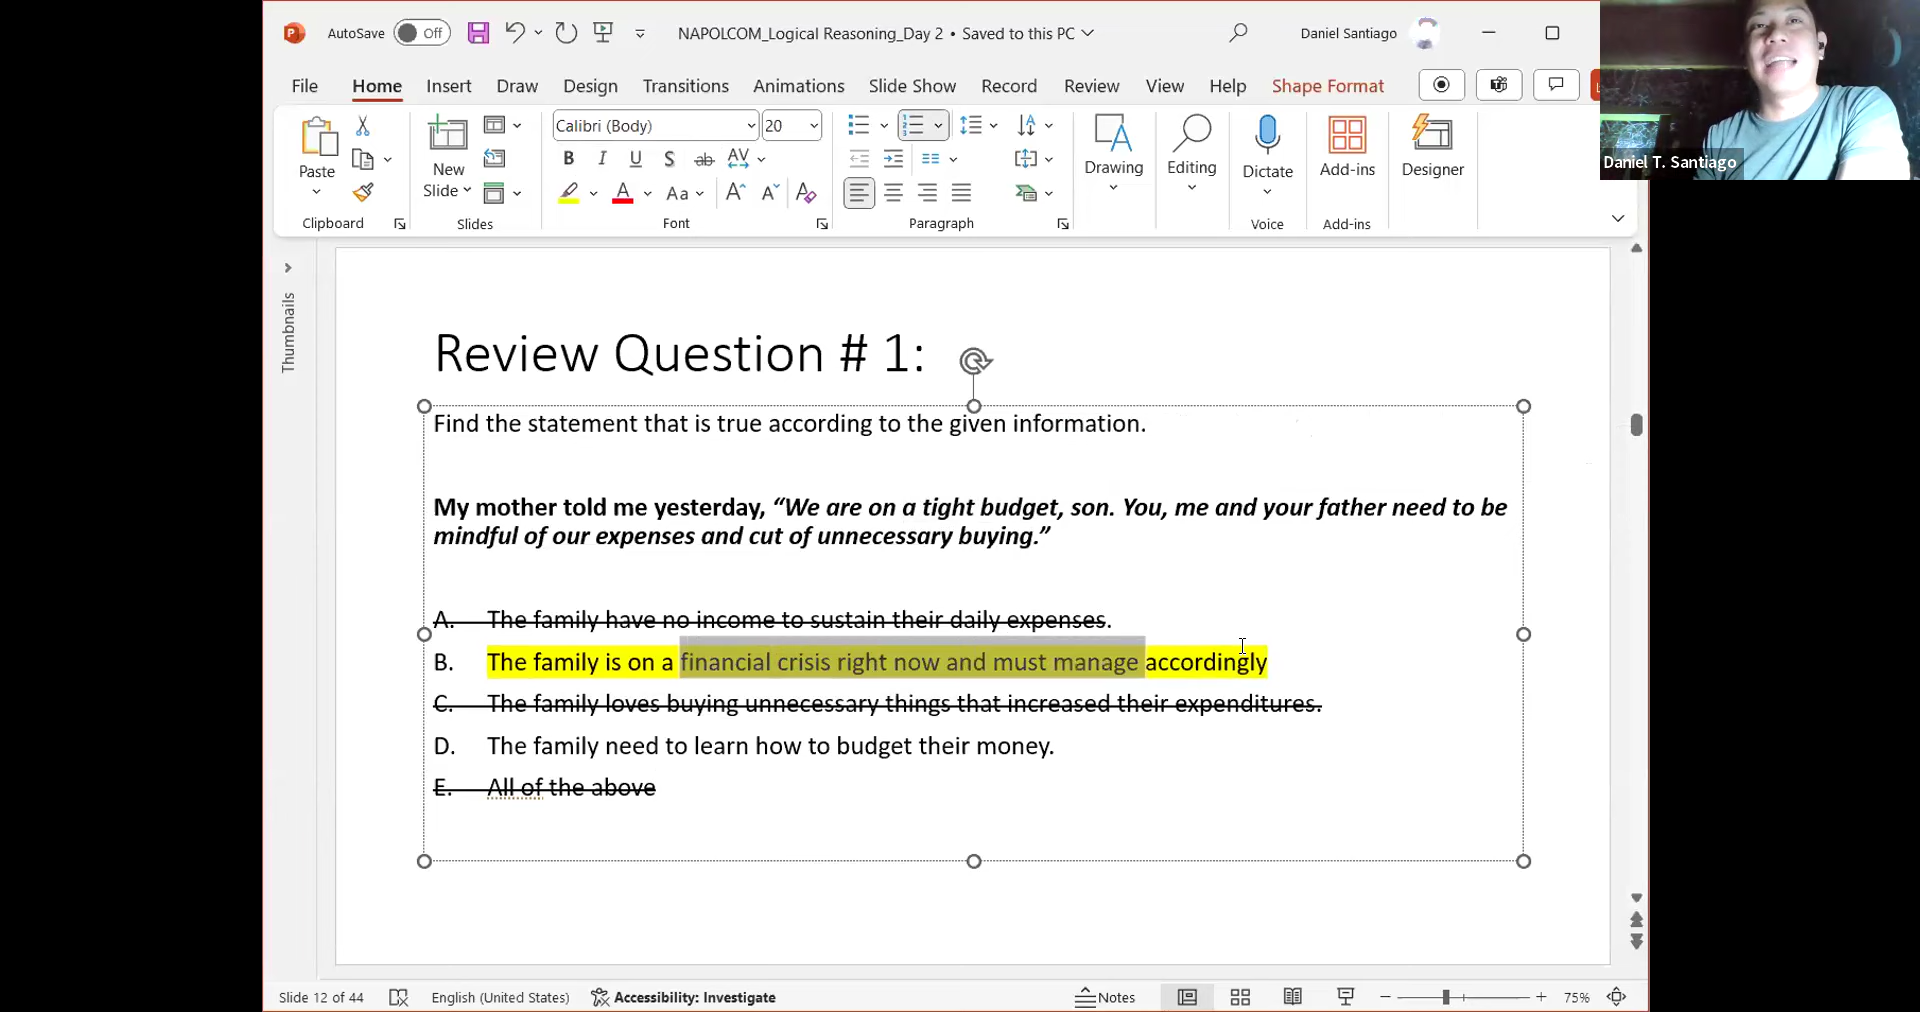 AutoSave Off NAPOLCOM_Logical Reasoning_Day 2 • Saved to this PC Daniel Santiago
File Home Insert Draw Design Transitions Animations Slide Show Record Review View Help Shape Format
Daniel T. Santiago
Calibri (Body) 20
Paste New Slide Drawing Editing Dictate Add-ins Designer
Clipboard Slides Font Paragraph Voice Add-ins
Thumbnails
Review Question # 1:
Find the statement that is true according to the given information.
My mother told me yesterday, “We are on a tight budget, son. You, me and your father need to be
mindful of our expenses and cut of unnecessary buying.”
A. The family have no income to sustain their daily expenses.
B. The family is on a financial crisis right now and must manage accordingly
C. The family loves buying unnecessary things that increased their expenditures.
D. The family need to learn how to budget their money.
E. All of the above
Slide 12 of 44 English (United States) Accessibility: Investigate Notes 75%